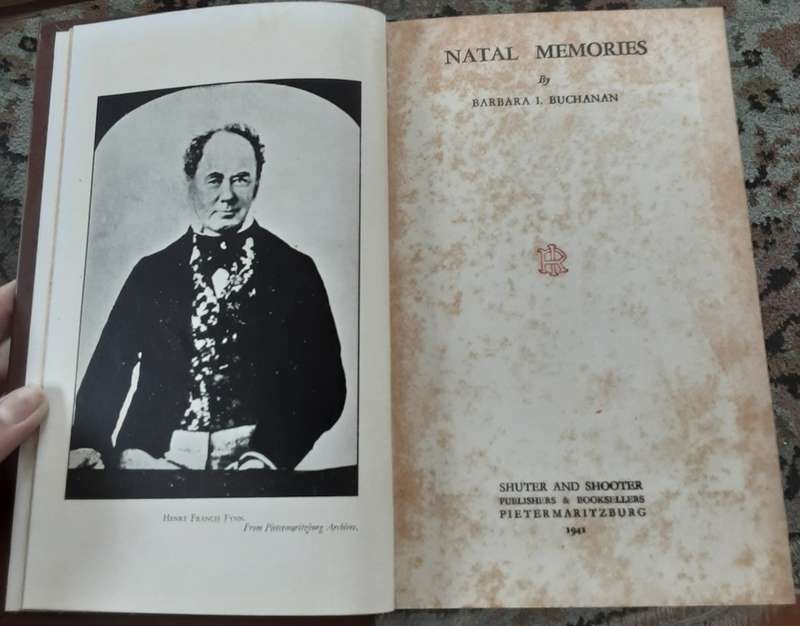 HENRY FRANCIS FYNN.
From Pietermaritzburg Archives.
NATAL MEMORIES
By
BARBARA I. BUCHANAN
SHUTER AND SHOOTER
PUBLISHERS & BOOKSELLERS
PIETERMARITZBURG
1941